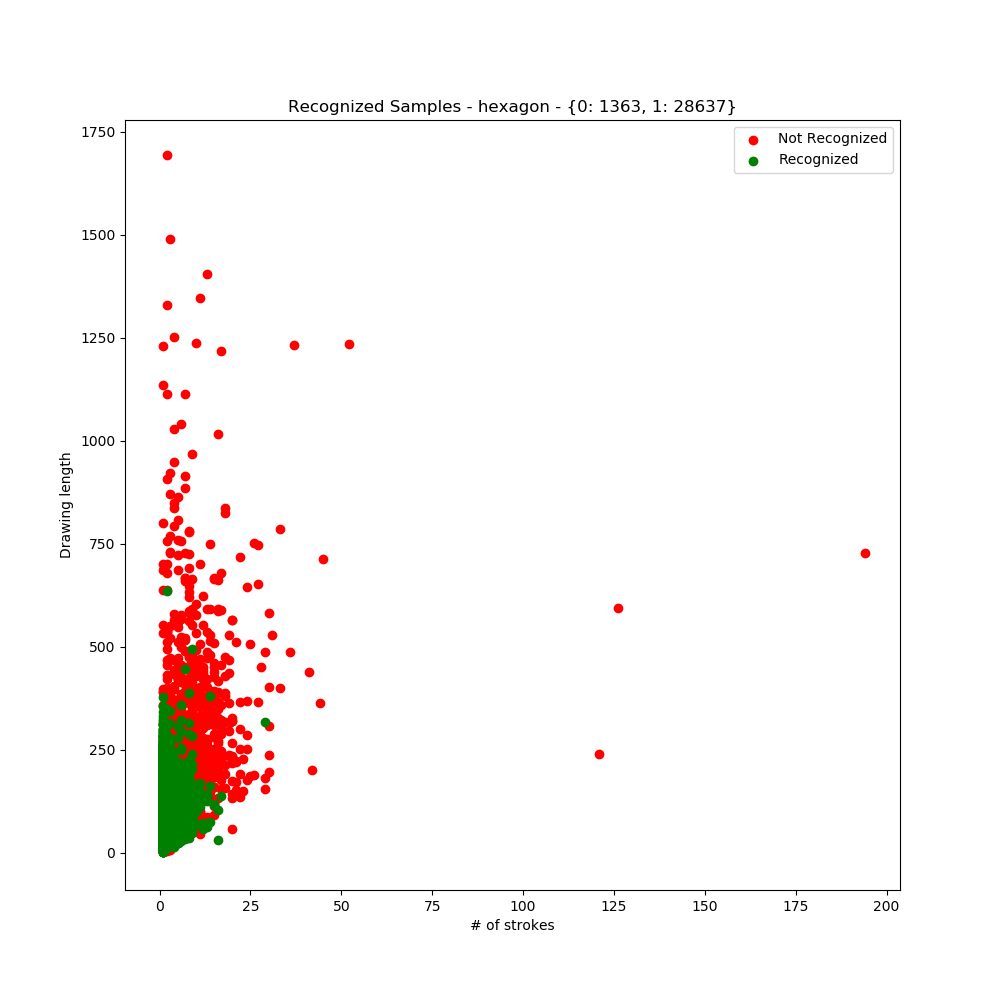 Recognized Samples - hexagon - {0: 1363, 1: 28637}
Not Recognized
Recognized
1750
1500
1250
1000
750
500
250
0
Drawing length
0 25 50 75 100 125 150 175 200
# of strokes